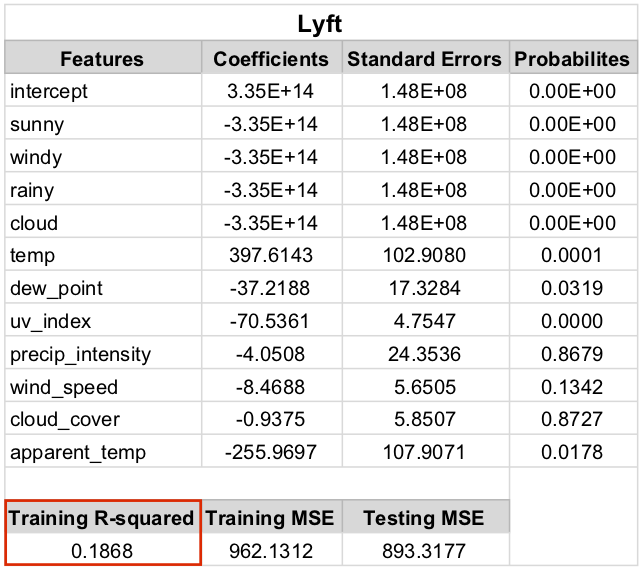 Lyft
Features Coefficients Standard Errors Probabilites
intercept 3.35E+14 1.48E+08 0.00E+00
sunny -3.35E+14 1.48E+08 0.00E+00
windy -3.35E+14 1.48E+08 0.00E+00
rainy -3.35E+14 1.48E+08 0.00E+00
cloud -3.35E+14 1.48E+08 0.00E+00
temp 397.6143 102.9080 0.0001
dew_point -37.2188 17.3284 0.0319
uv_index -70.5361 4.7547 0.0000
precip_intensity -4.0508 24.3536 0.8679
wind_speed -8.4688 5.6505 0.1342
cloud_cover -0.9375 5.8507 0.8727
apparent_temp -255.9697 107.9071 0.0178
Training R-squared Training MSE Testing MSE
0.1868 962.1312 893.3177